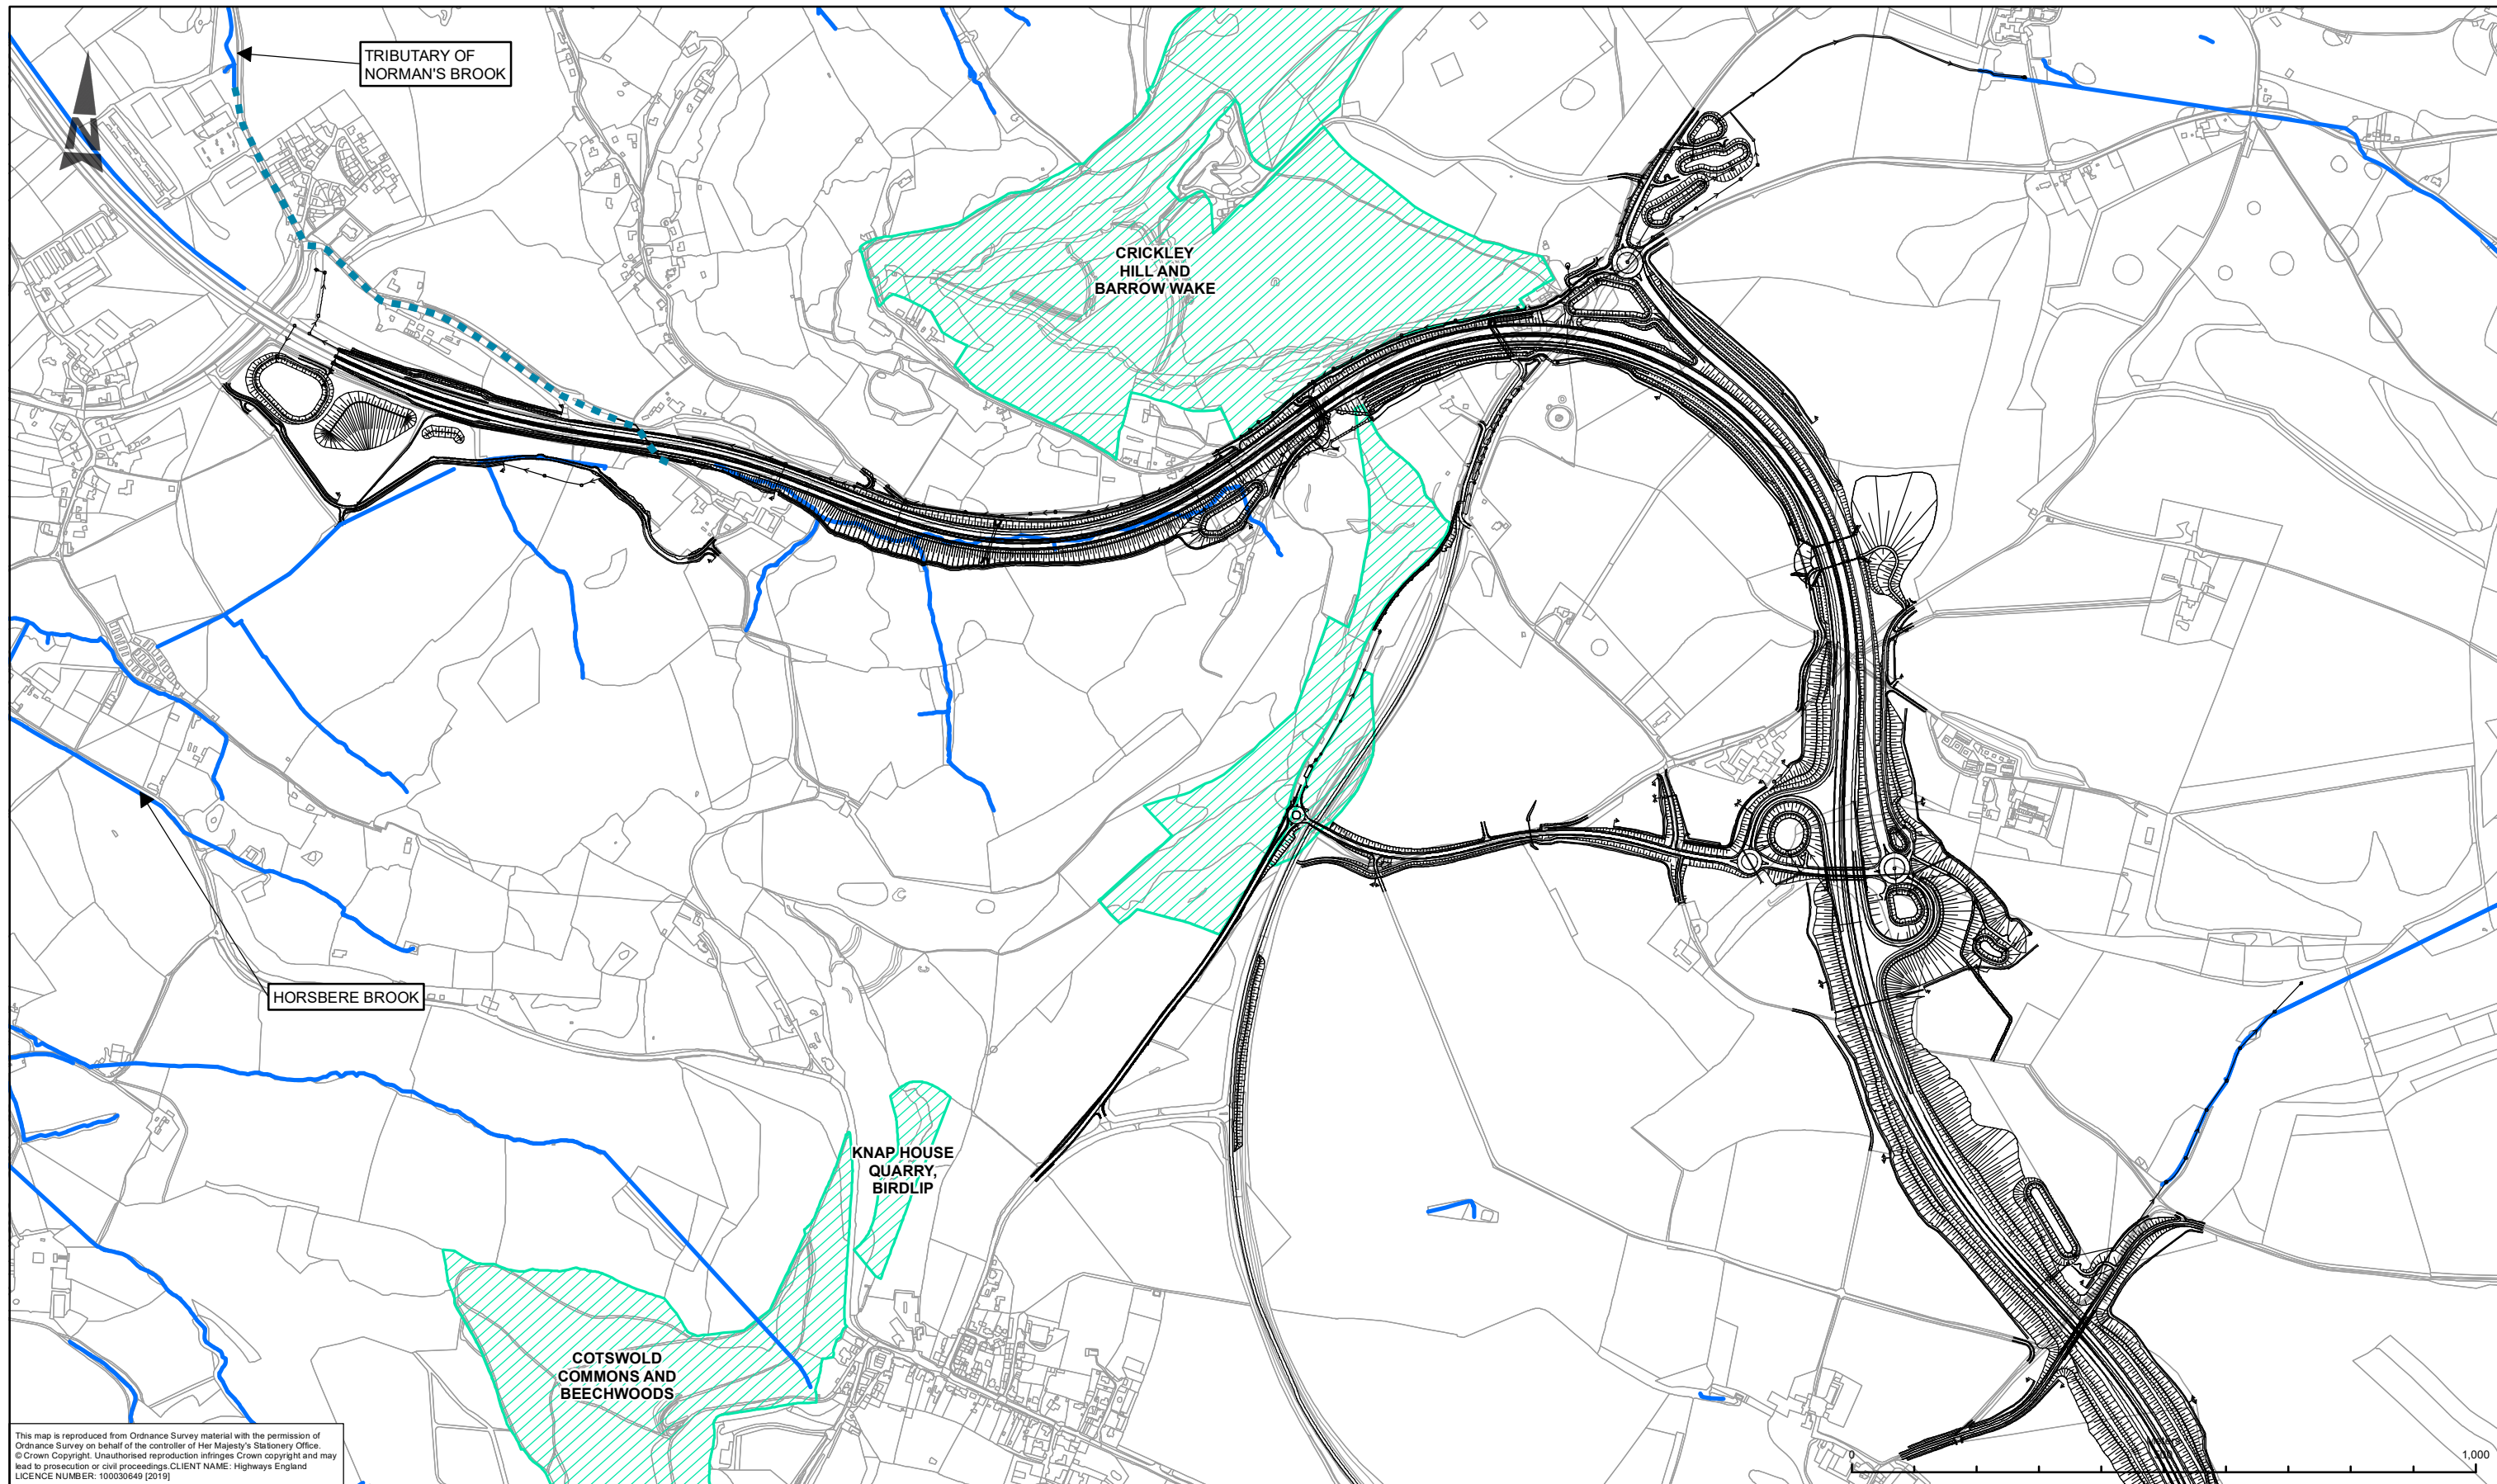 TRIBUTARY OF
NORMAN'S BROOK
N
CRICKLEY
HILL AND
BARROW WAKE
HORSBERE BROOK
KNAP HOUSE
QUARRY,
BIRDLIP
COTSWOLD
COMMONS AND
BEECHWOODS
This map is reproduced from Ordnance Survey material with the permission of
Ordnance Survey on behalf of the controller of Her Majesty's Stationery Office.
© Crown Copyright. Unauthorised reproduction infringes Crown copyright and may
lead to prosecution or civil proceedings.CLIENT NAME: Highways England
LICENCE NUMBER: 100030649 [2019]
0
1,000